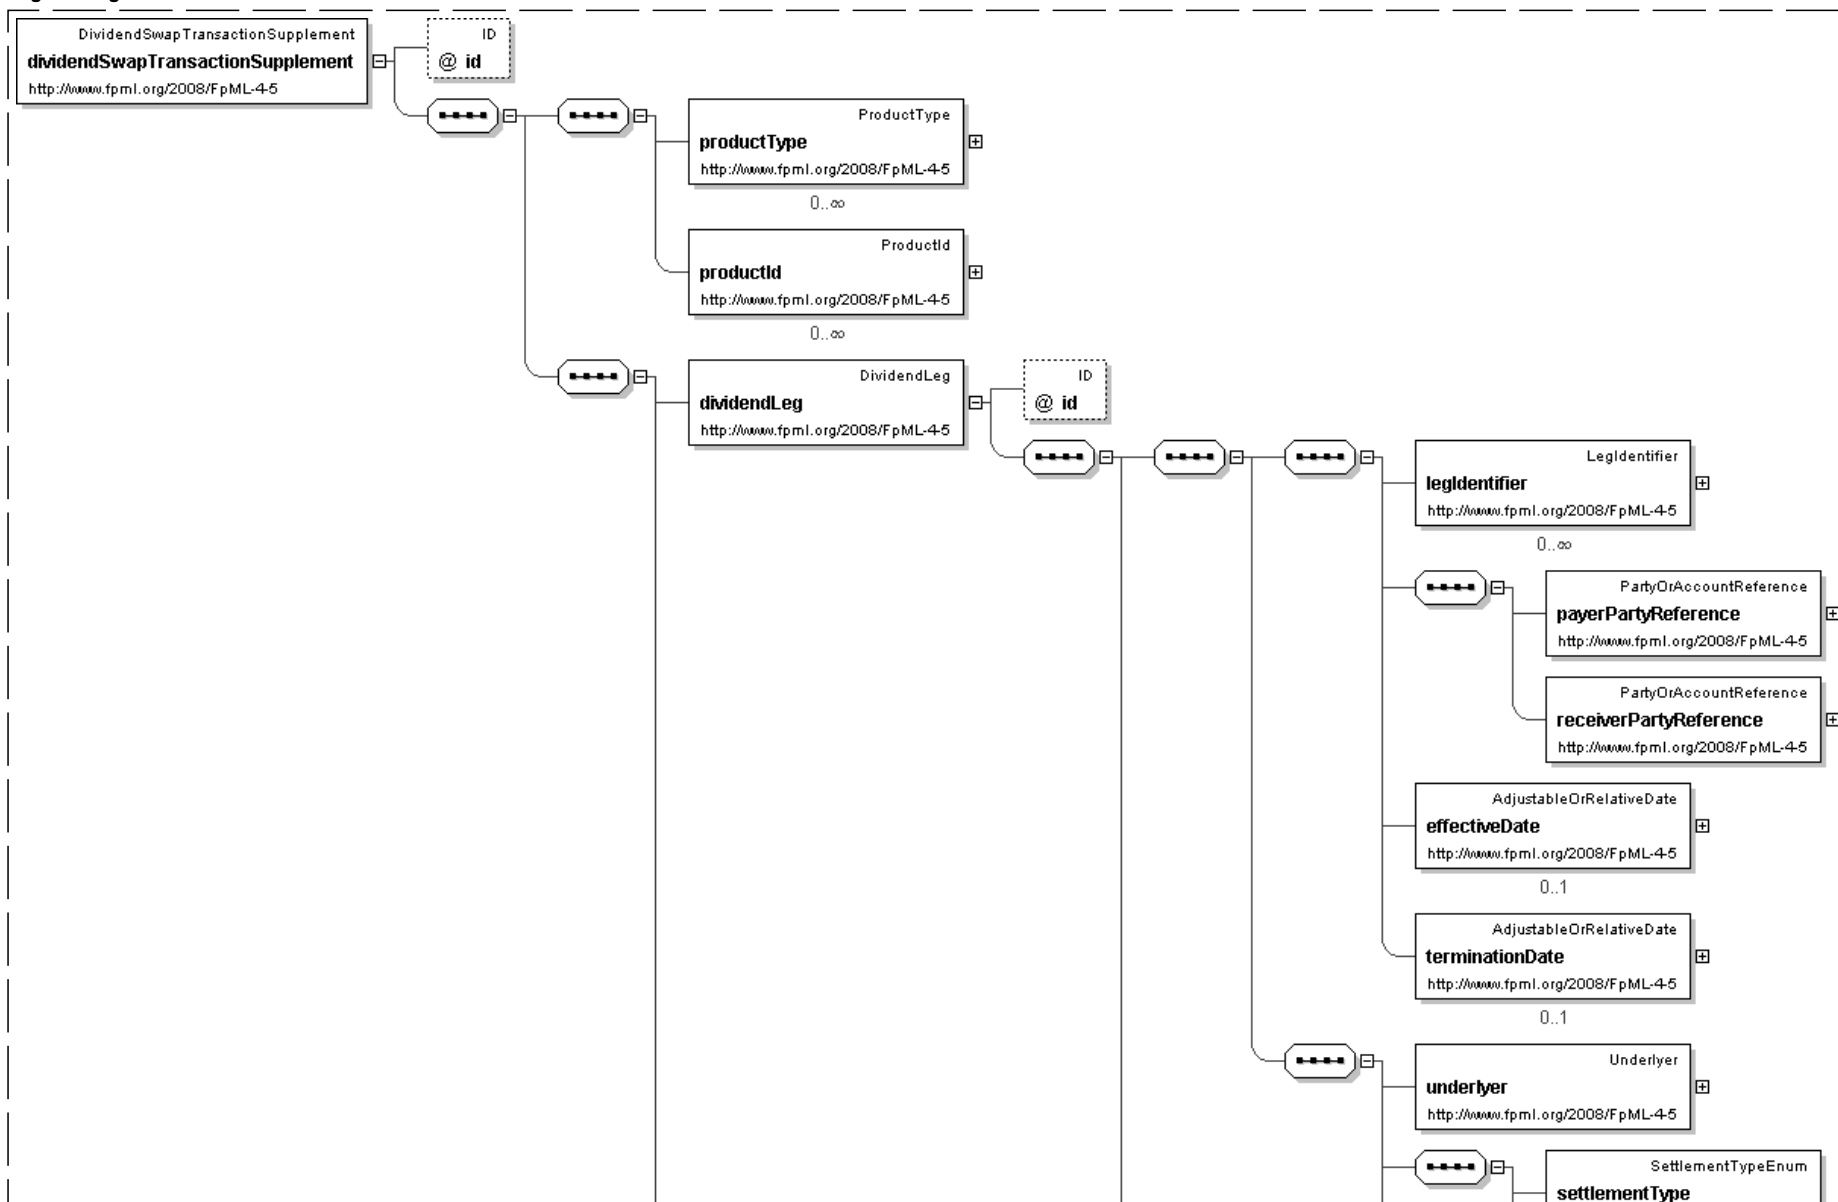 DividendSwapTransactionSupplement
dividendSwapTransactionSupplement
http://www.fpml.org/2008/FpML-4-5
ID
@ id
ProductType
productType
http://www.fpml.org/2008/FpML-4-5
0..∞
ProductId
productId
http://www.fpml.org/2008/FpML-4-5
0..∞
DividendLeg
dividendLeg
http://www.fpml.org/2008/FpML-4-5
ID
@ id
LegIdentifier
legIdentifier
http://www.fpml.org/2008/FpML-4-5
0..∞
PartyOrAccountReference
payerPartyReference
http://www.fpml.org/2008/FpML-4-5
PartyOrAccountReference
receiverPartyReference
http://www.fpml.org/2008/FpML-4-5
AdjustableOrRelativeDate
effectiveDate
http://www.fpml.org/2008/FpML-4-5
0..1
AdjustableOrRelativeDate
terminationDate
http://www.fpml.org/2008/FpML-4-5
0..1
Underlyer
underlyer
http://www.fpml.org/2008/FpML-4-5
SettlementTypeEnum
settlementType